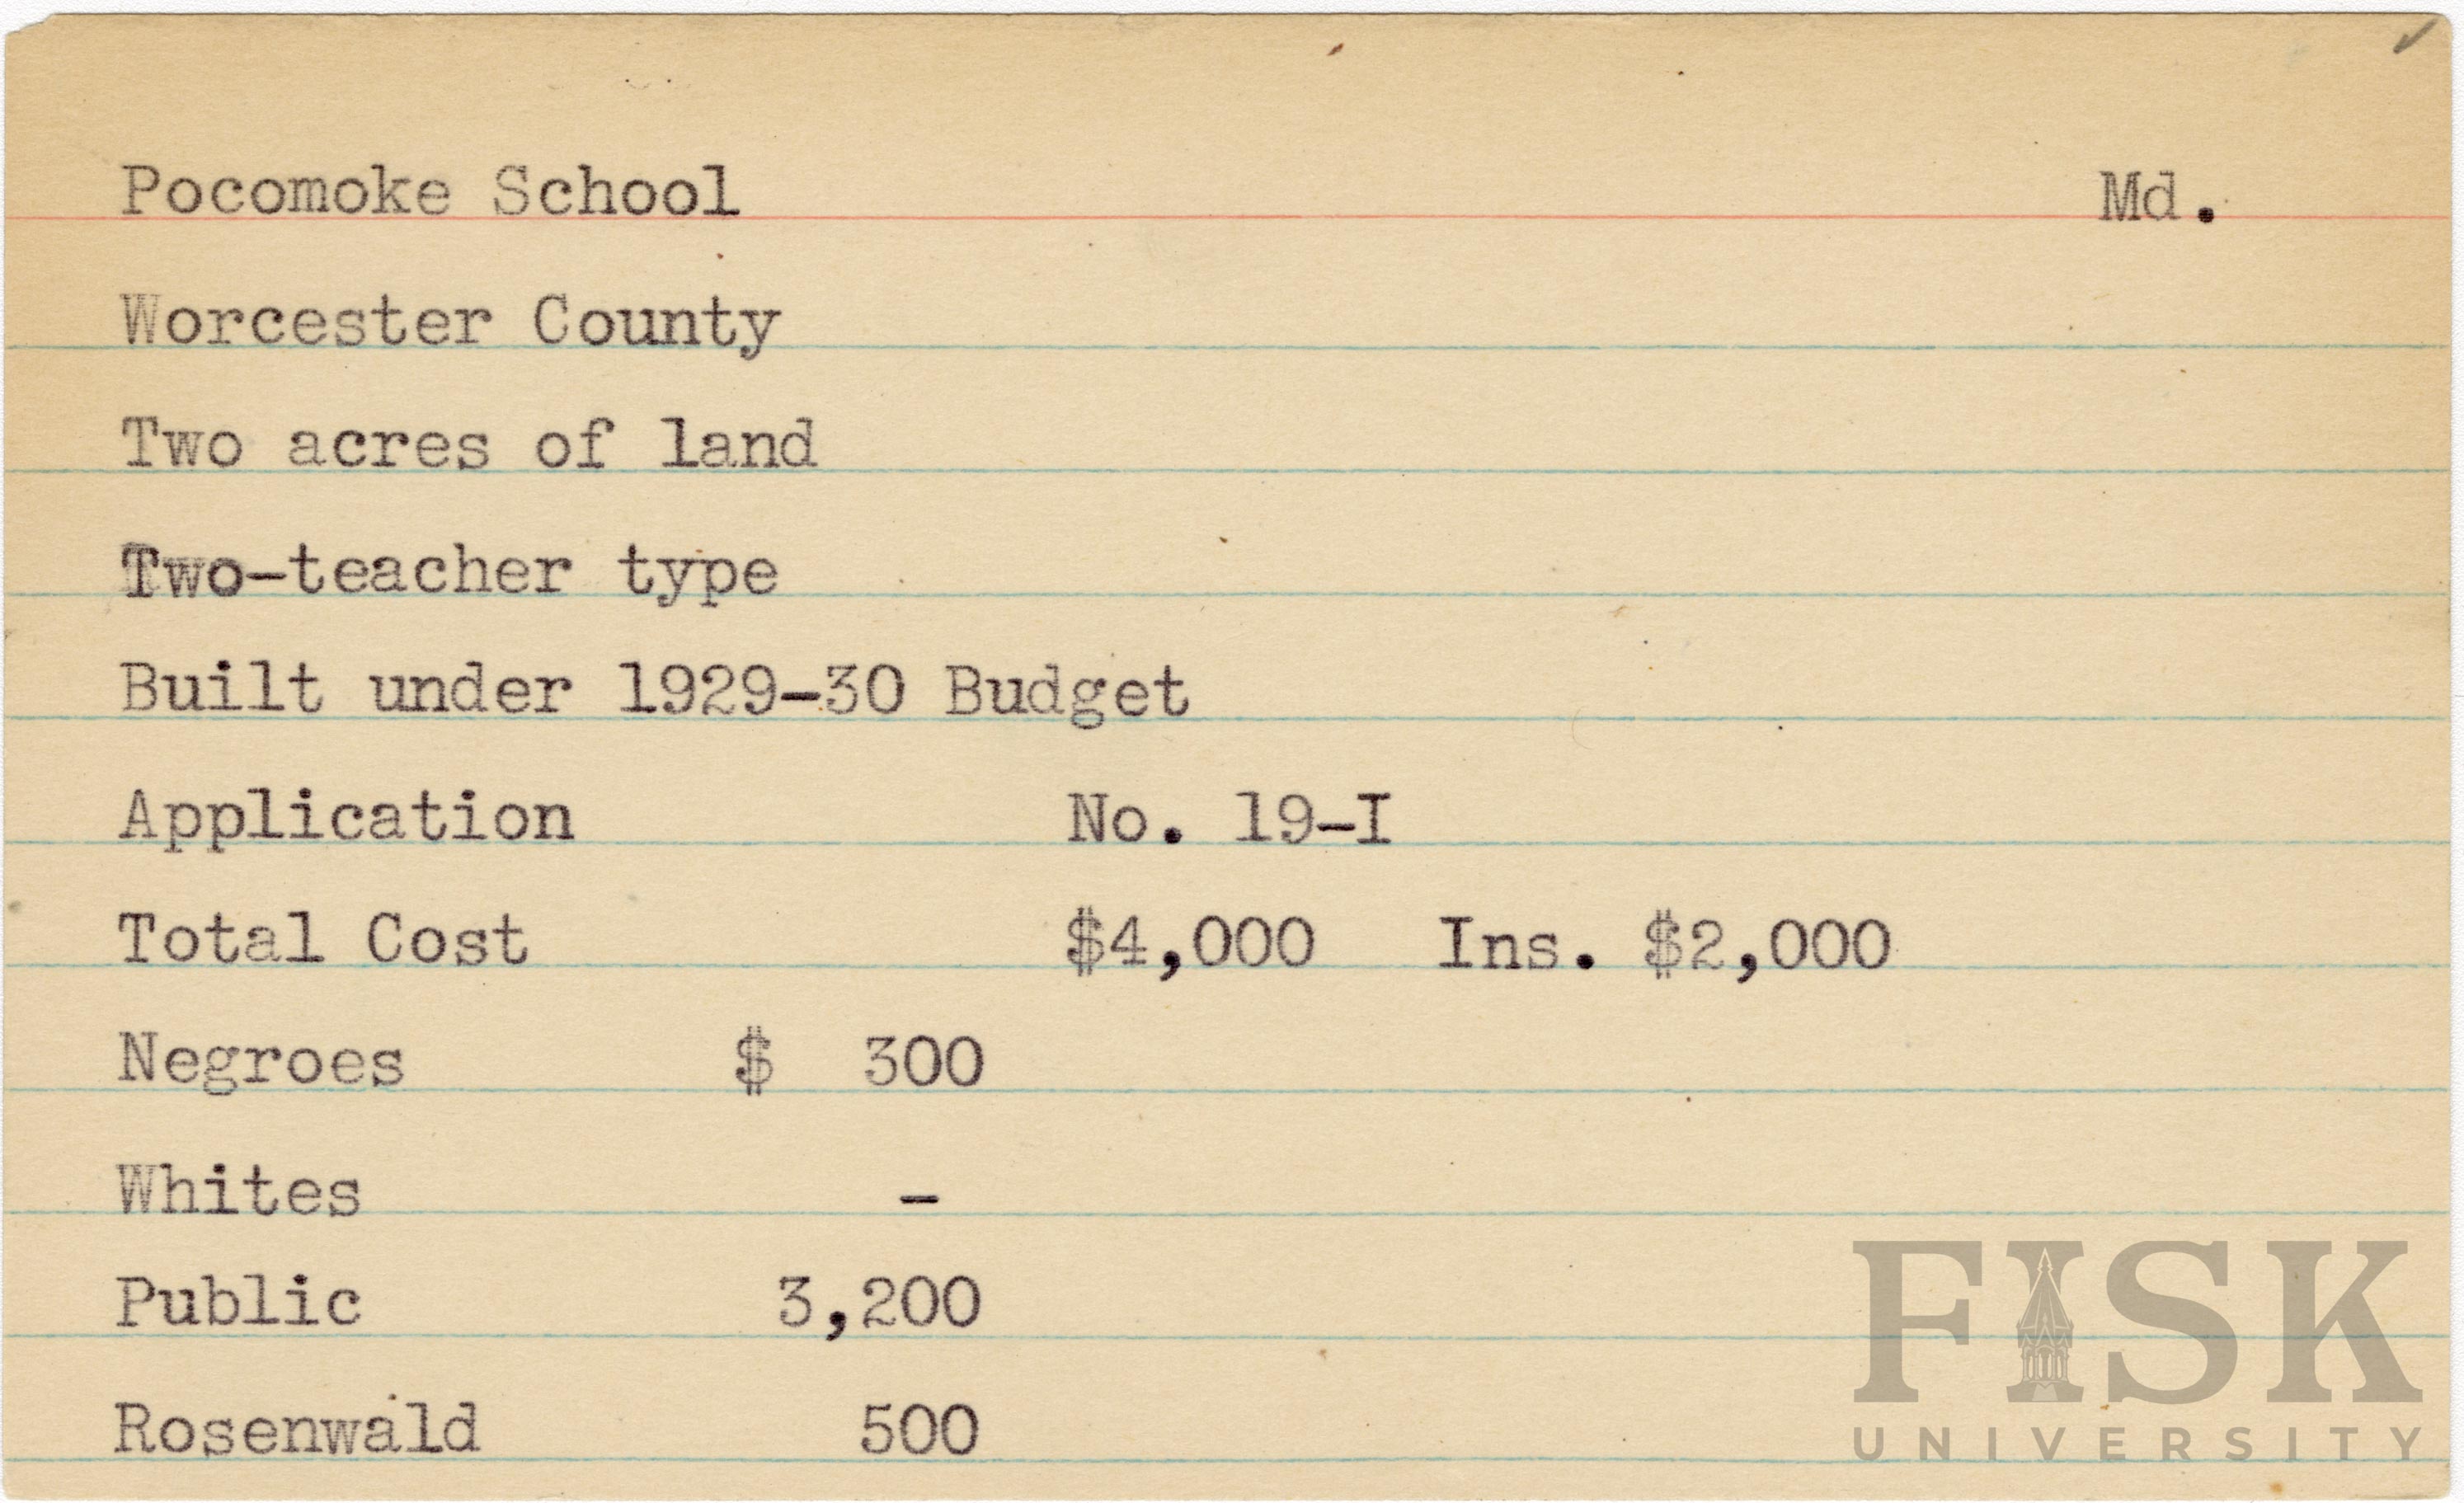 Pocomoke School Md.
Worcester County
Two acres of land
Two-teacher type
Built under 1929-30 Budget
Application No. 19-I
Total Cost $4,000 Ins. $2,000
Negroes $ 300
Whites -
Public 3,200
Rosenwald 500
FISK
UNIVERSITY